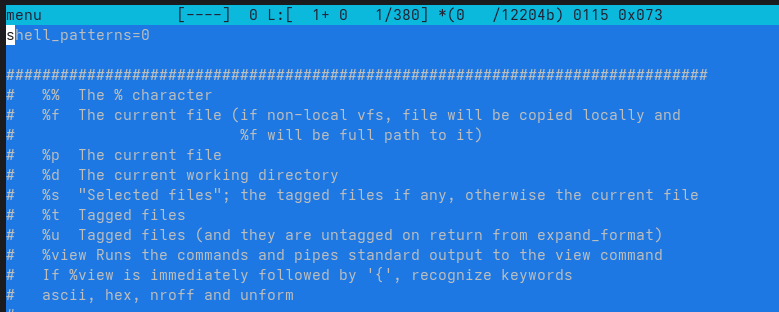 menu               [----]  0 L:[  1+ 0   1/380] *(0   /12204b) 0115 0x073
shell_patterns=0
##############################################################################
#   %%  The % character
#   %f  The current file (if non-local vfs, file will be copied locally and
#                         %f will be full path to it)
#   %p  The current file
#   %d  The current working directory
#   %s  "Selected files"; the tagged files if any, otherwise the current file
#   %t  Tagged files
#   %u  Tagged files (and they are untagged on return from expand_format)
#   %view Runs the commands and pipes standard output to the view command
#   If %view is immediately followed by '{', recognize keywords
#   ascii, hex, nroff and unform